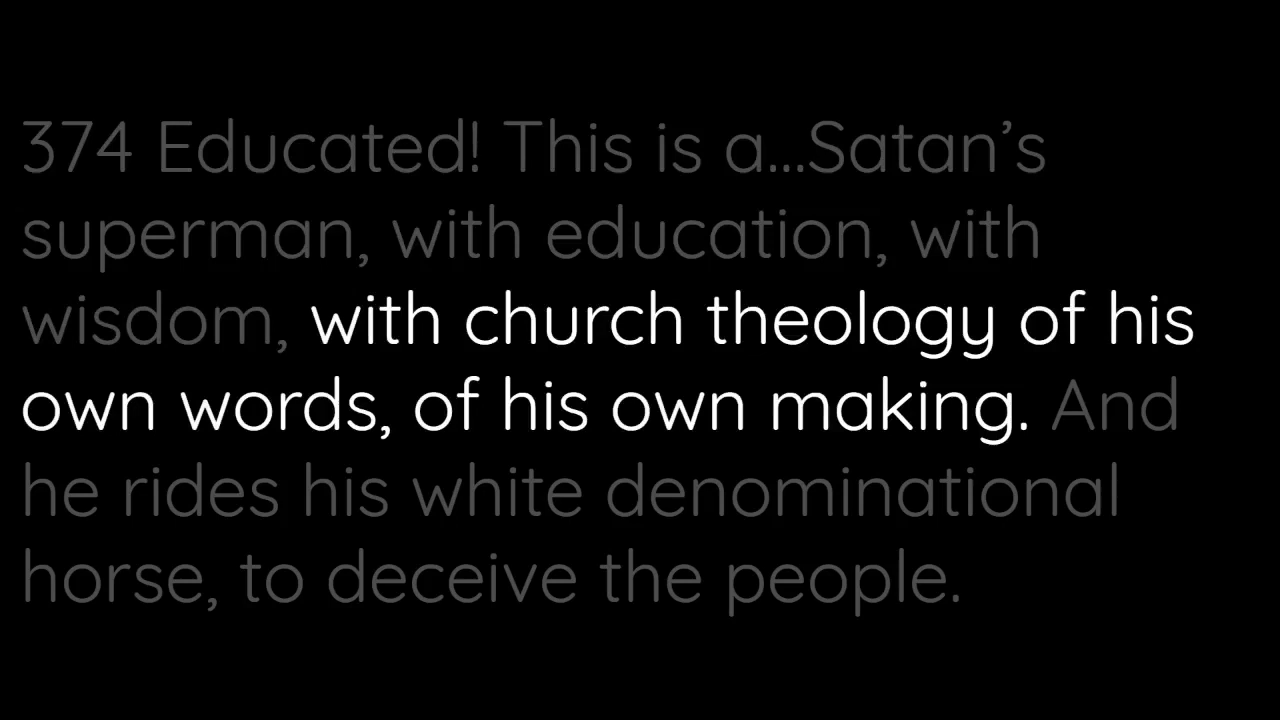 374 Educated! This is a...Satan’s
superman, with education, with
wisdom, with church theology of his
own words, of his own making. And
he rides his white denominational
horse, to deceive the people.